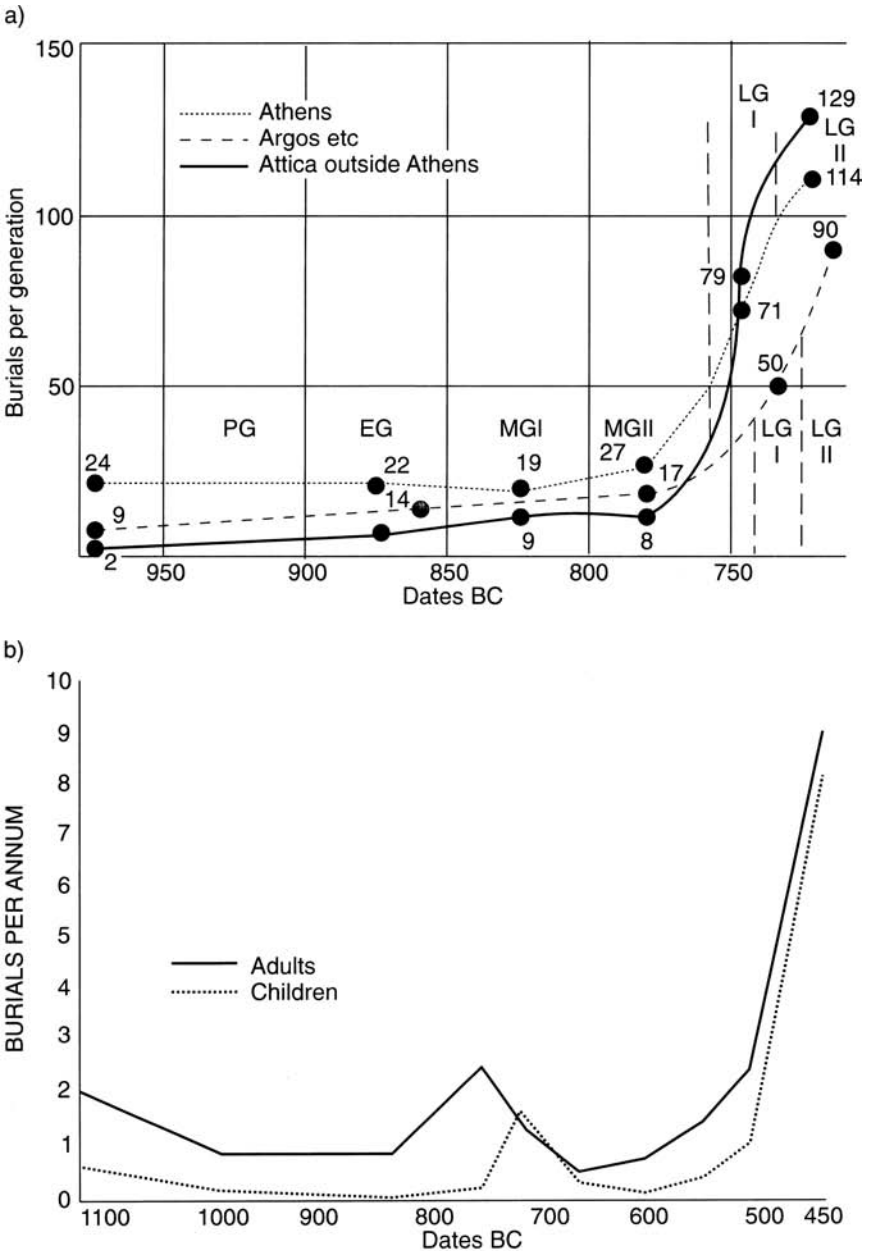 a)
150
LG
I
129
LG
II
Athens
Argos etc
Attica outside Athens
114
100
90
79
71
50
50
PG
EG
MGI
MGII
LG
I
LG
II
24
22
19
27
17
14
9
2
9
8
950
900
850
800
750
Dates BC
Burials per generation
b)
10
9
8
7
6
5
4
3
2
1
0
Adults
Children
BURIALS PER ANNUM
1100
1000
900
800
700
600
500
450
Dates BC